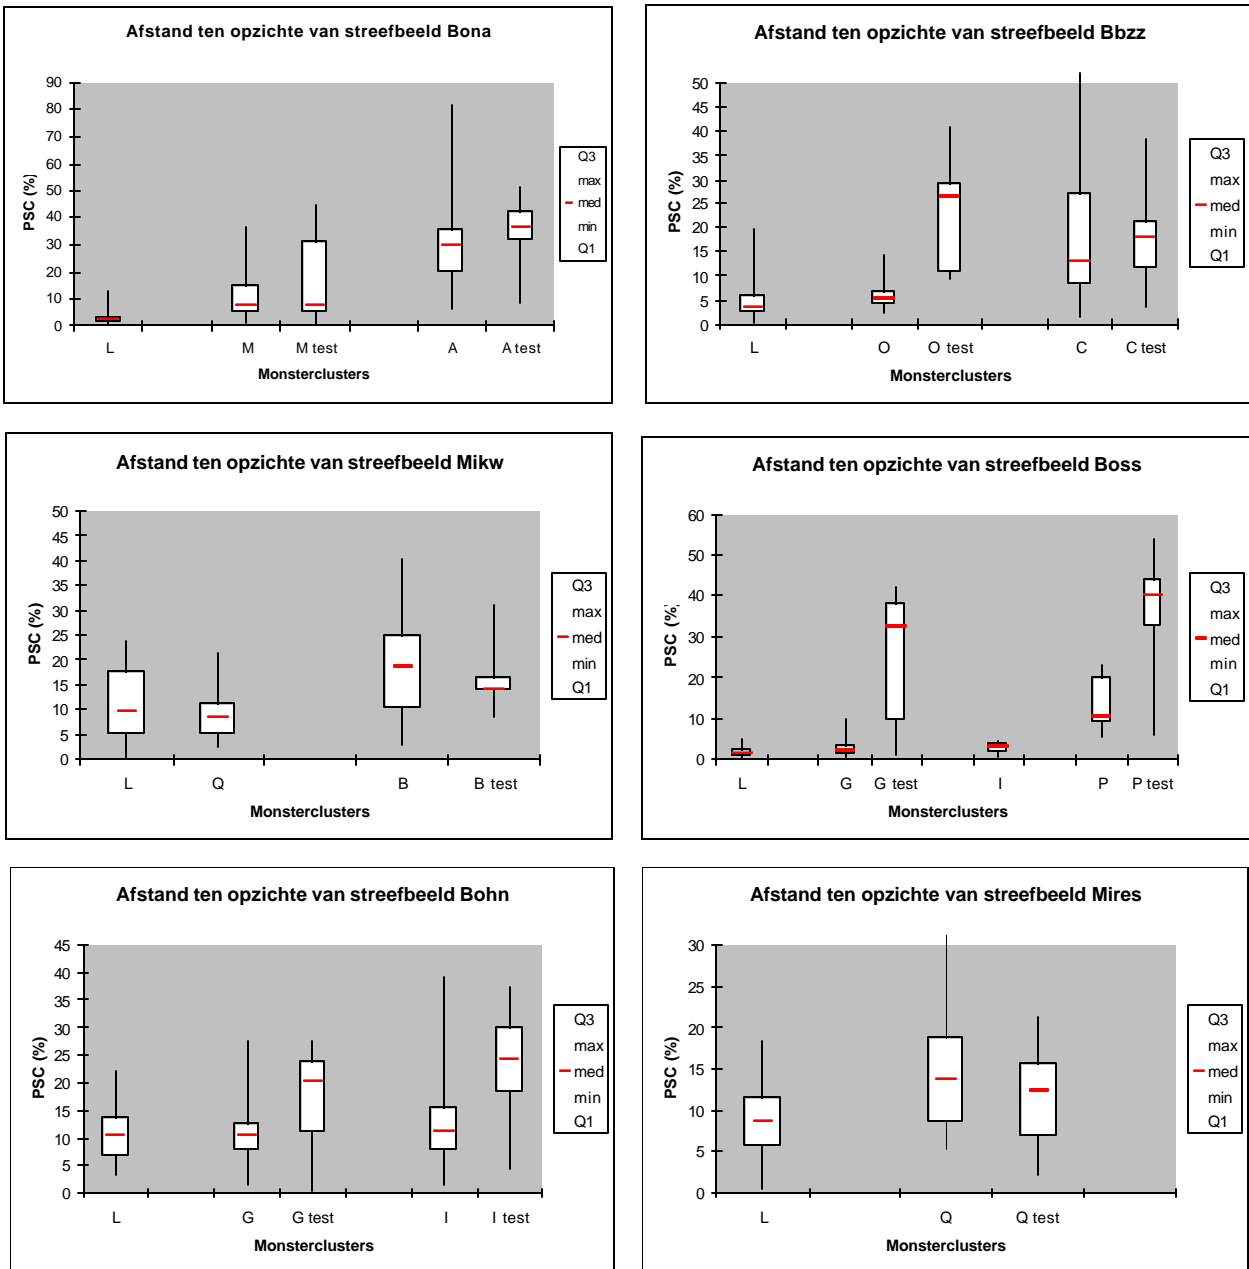 Afstand ten opzichte van streefbeeld Bona
PSC (%)
90
80
70
60
50
40
30
20
10
0
L M M test A A test
Monsterclusters
Q3
max
med
min
Q1
Afstand ten opzichte van streefbeeld Bbzz
PSC (%)
50
45
40
35
30
25
20
15
10
5
0
L O O test C C test
Monsterclusters
Q3
max
med
min
Q1
Afstand ten opzichte van streefbeeld Mikw
PSC (%)
50
45
40
35
30
25
20
15
10
5
0
L Q B B test
Monsterclusters
Q3
max
med
min
Q1
Afstand ten opzichte van streefbeeld Boss
PSC (%)
60
50
40
30
20
10
0
L G G test I P P test
Monsterclusters
Q3
max
med
min
Q1
Afstand ten opzichte van streefbeeld Bohn
PSC (%)
45
40
35
30
25
20
15
10
5
0
L G G test I I test
Monsterclusters
Q3
max
med
min
Q1
Afstand ten opzichte van streefbeeld Mires
PSC (%)
30
25
20
15
10
5
0
L Q Q test
Monsterclusters
Q3
max
med
min
Q1